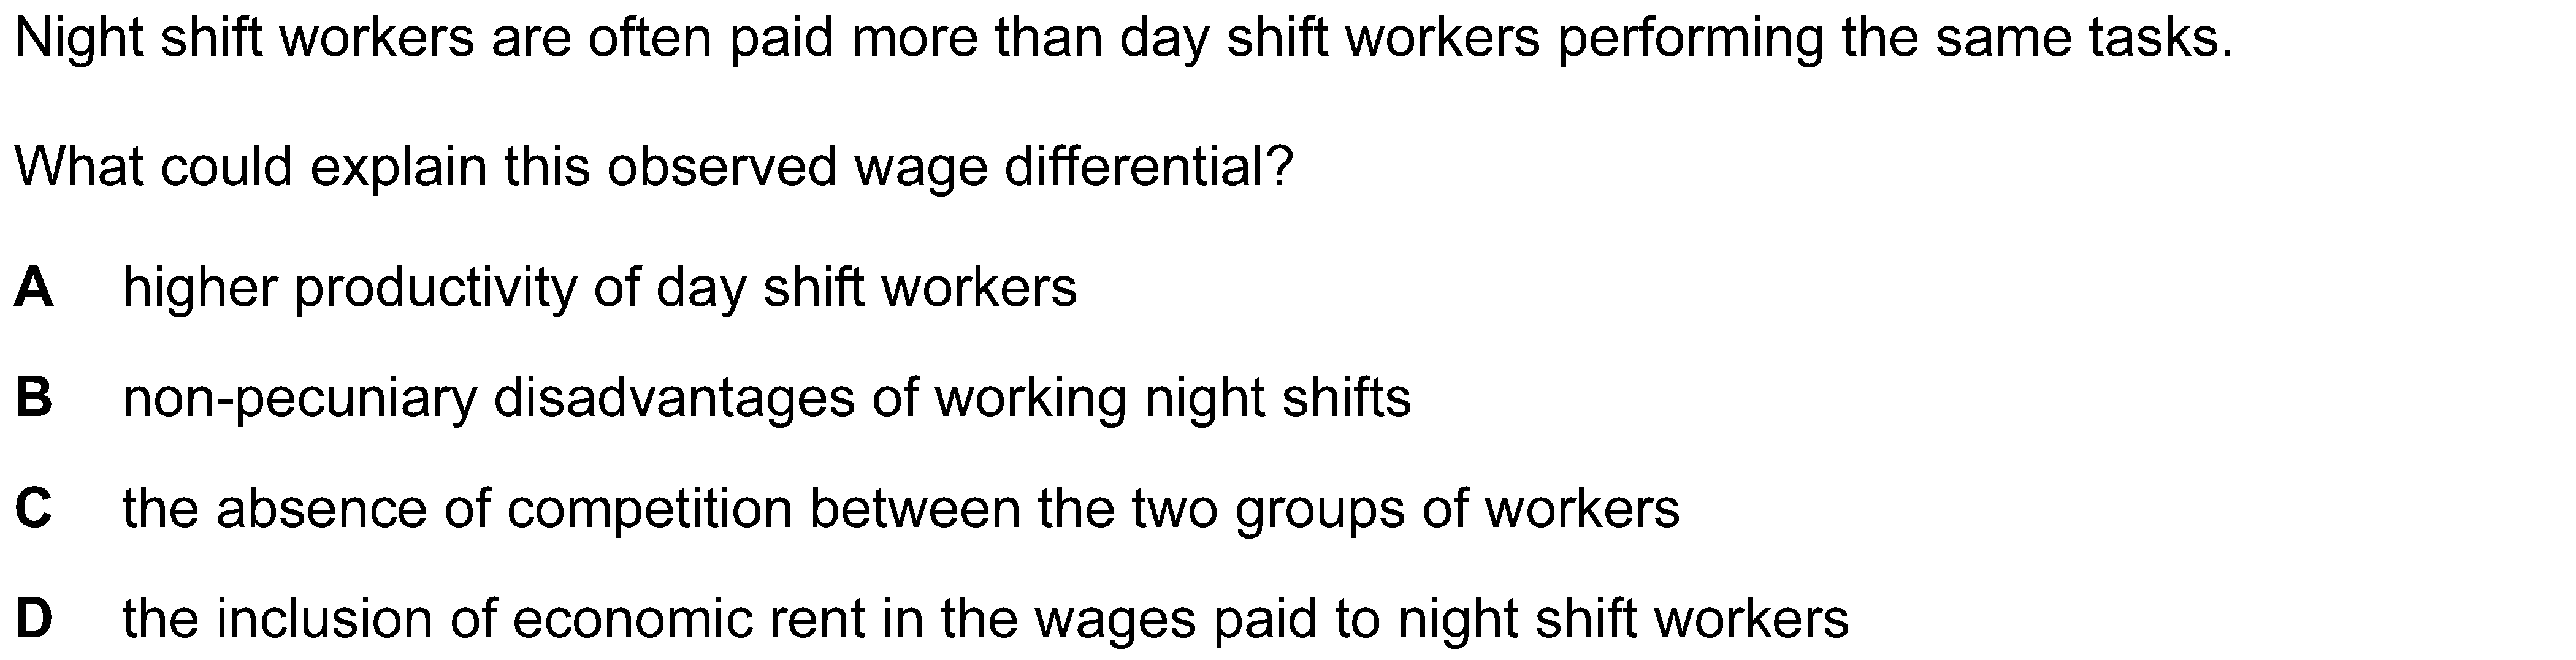 Night shift workers are often paid more than day shift workers performing the same tasks.
What could explain this observed wage differential?
A higher productivity of day shift workers
B non-pecuniary disadvantages of working night shifts
C the absence of competition between the two groups of workers
D the inclusion of economic rent in the wages paid to night shift workers